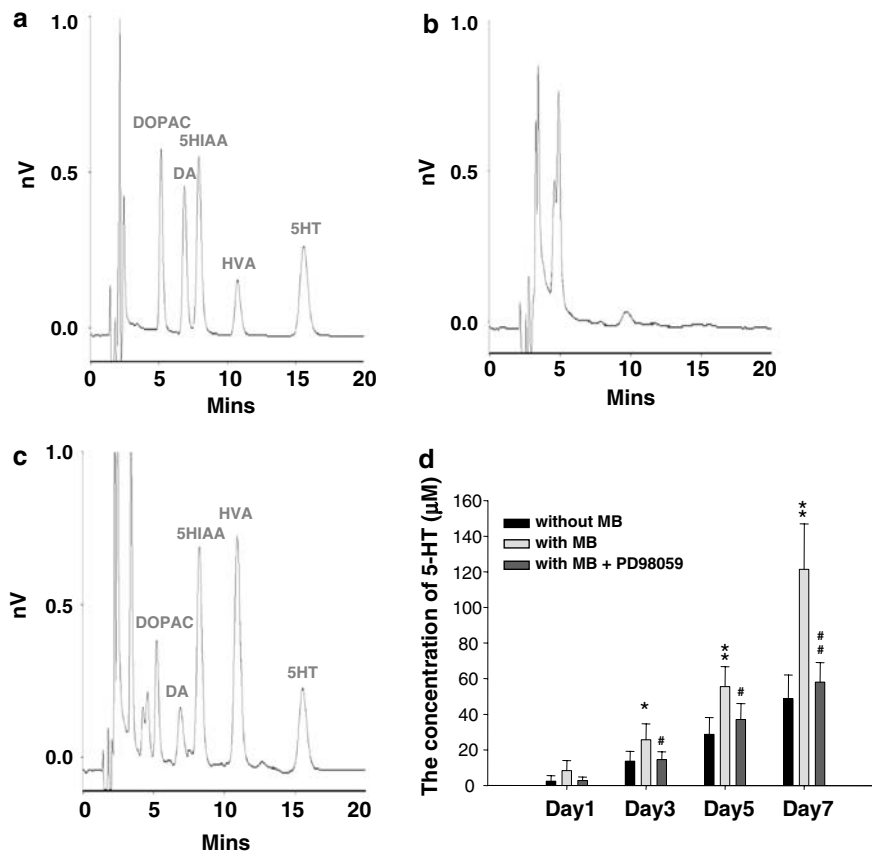 a
1.0
0.5
0.0
nV
DOPAC
DA
5HIAA
HVA
5HT
0 5 10 15 20
Mins
b
1.0
0.5
0.0
nV
0 5 10 15 20
Mins
c
1.0
0.5
0.0
nV
DOPAC
DA
5HIAA
HVA
5HT
0 5 10 15 20
Mins
d
The concentration of 5-HT (μM)
160
140
120
100
80
60
40
20
0
without MB
with MB
with MB + PD98059
*
#
**
#
**
##
Day1 Day3 Day5 Day7